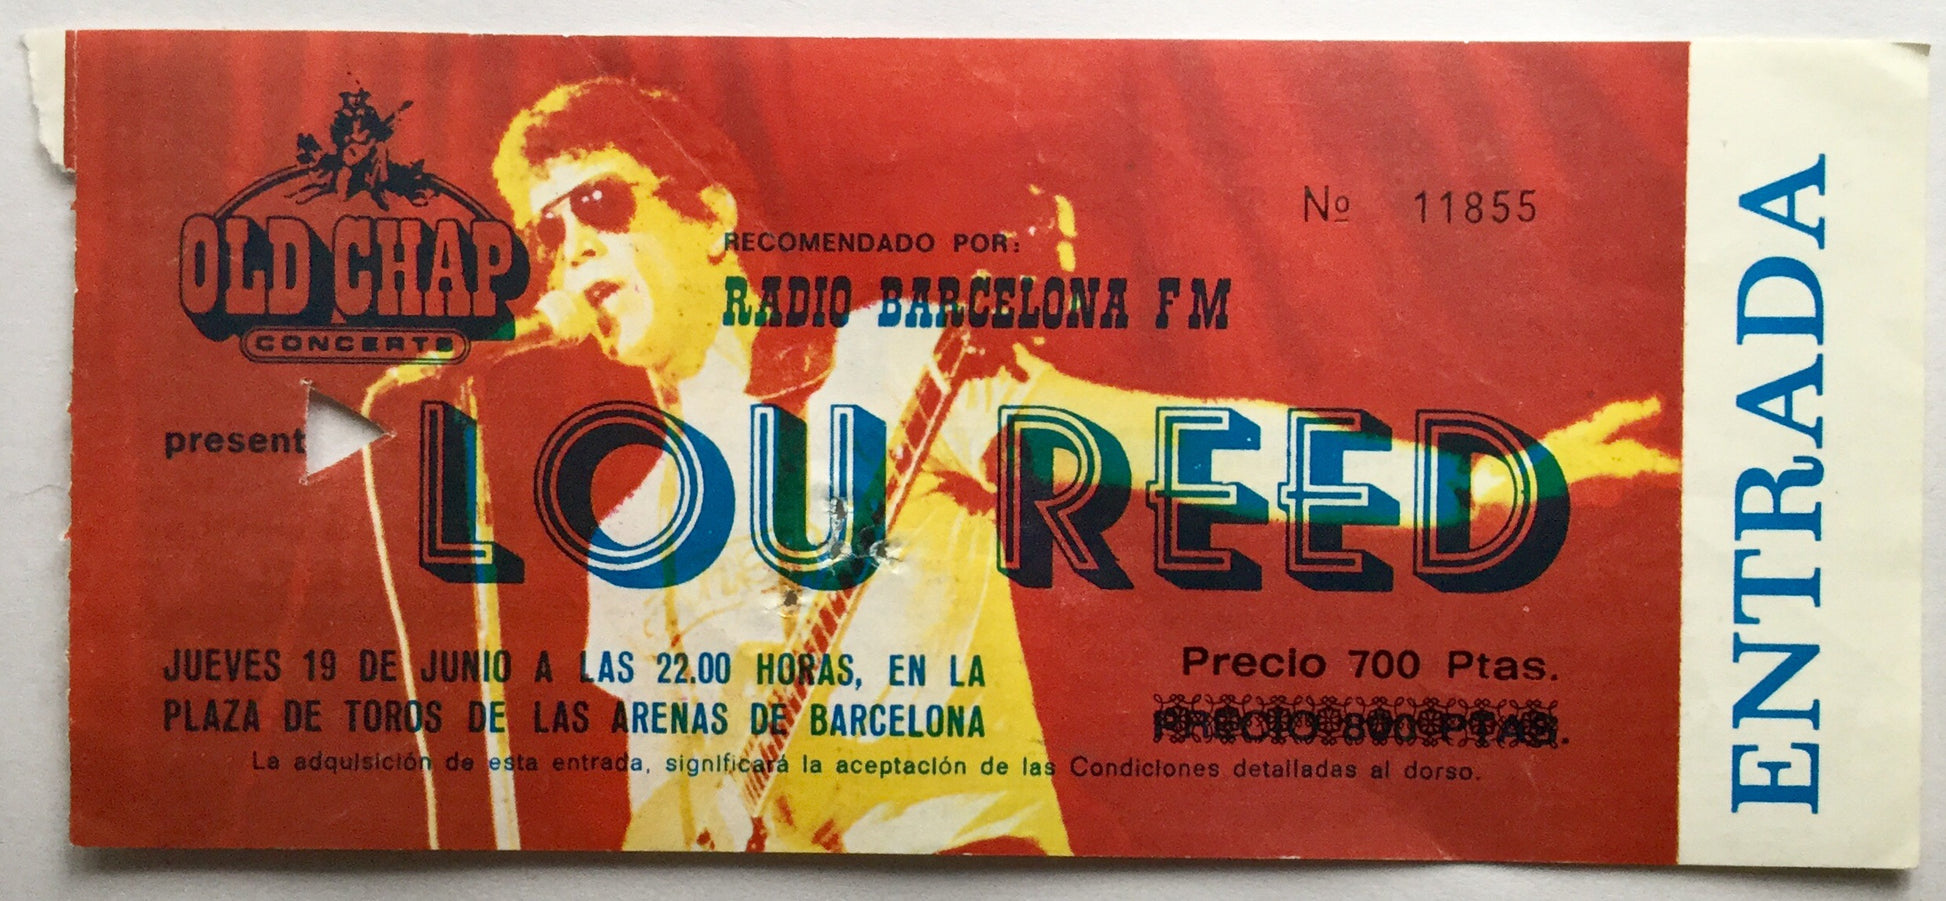 OLD CHAP
CONCERTS
RECOMENDADO POR:
RADIO BARCELONA FM
Nº 11855
present
LOU REED
JUEVES 19 DE JUNIO A LAS 22.00 HORAS, EN LA
PLAZA DE TOROS DE LAS ARENAS DE BARCELONA
Precio 700 Ptas.
PRECIO 800 PTAS.
La adquisición de esta entrada, significará la aceptación de las Condiciones detalladas al dorso.
ENTRADA